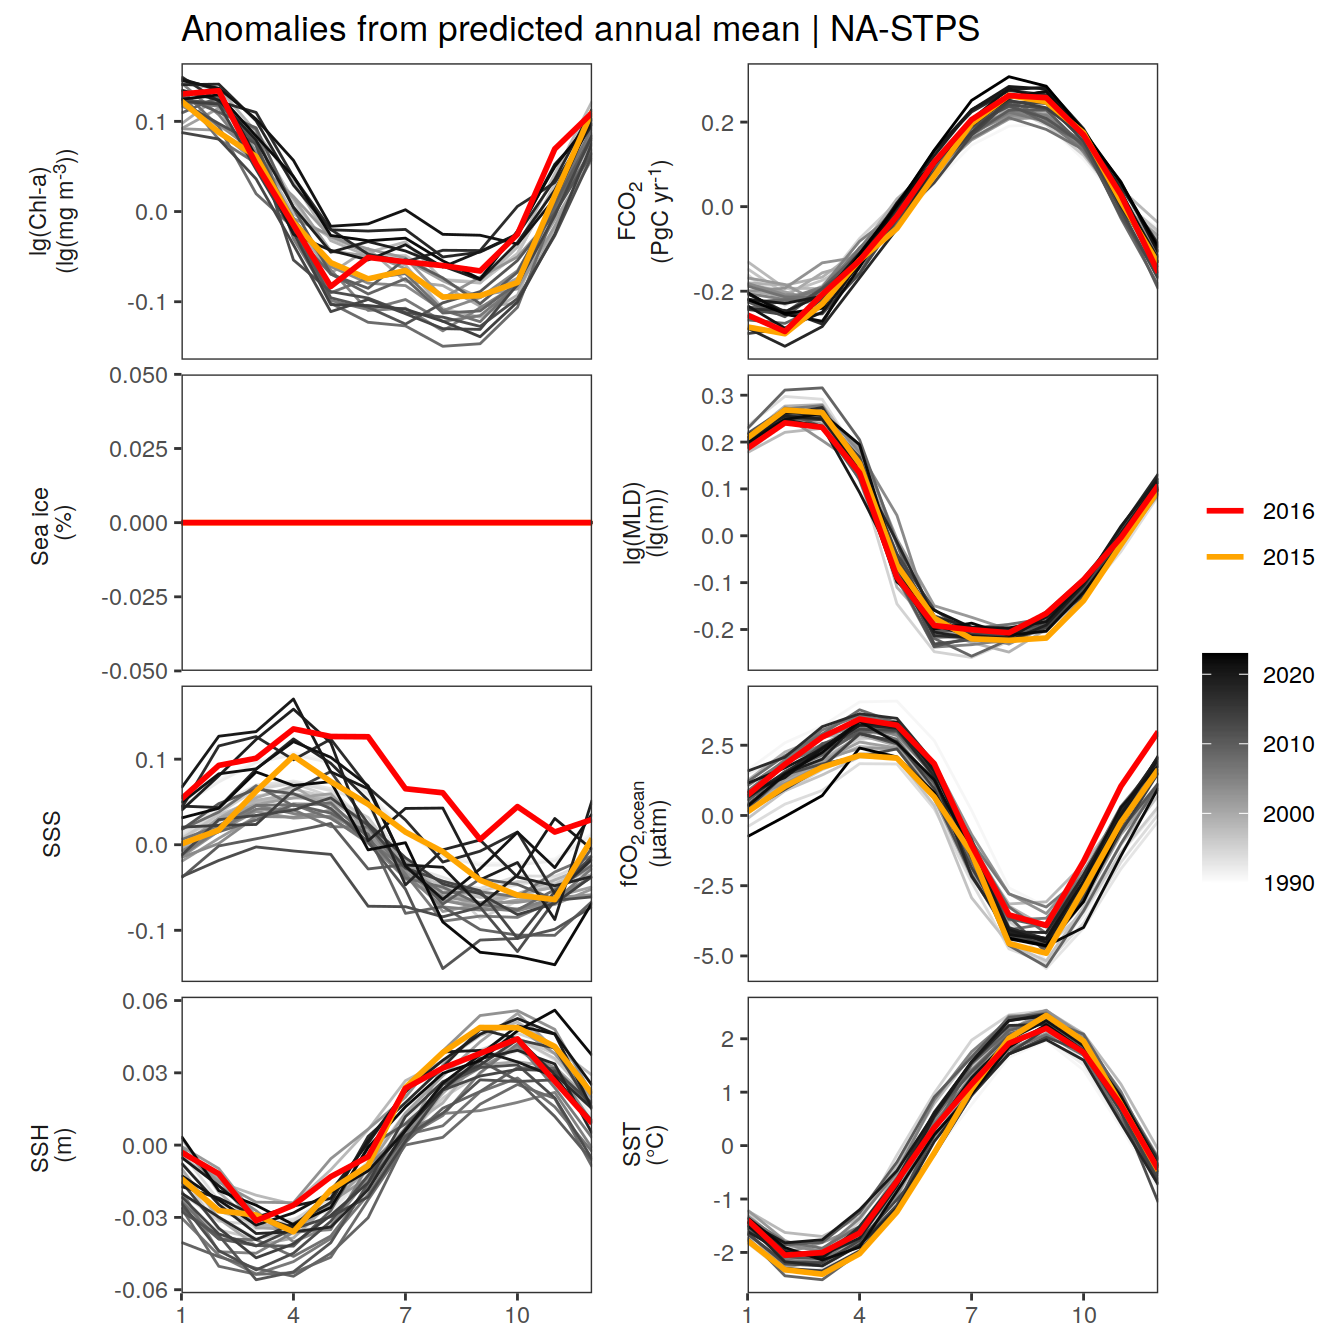 Anomalies from predicted annual mean | NA-STPS
lg(Chl-a)
(lg(mg m-3))
0.1
0.0
-0.1
FCO2
(PgC yr-1)
0.2
0.0
-0.2
Sea ice
(%)
0.050
0.025
0.000
-0.025
-0.050
lg(MLD)
(lg(m))
0.3
0.2
0.1
0.0
-0.1
-0.2
SSS
0.1
0.0
-0.1
fCO2,ocean
(µatm)
2.5
0.0
-2.5
-5.0
SSH
(m)
0.06
0.03
0.00
-0.03
-0.06
1 4 7 10
SST
(°C)
2
1
0
-1
-2
1 4 7 10
2016
2015
2020
2010
2000
1990